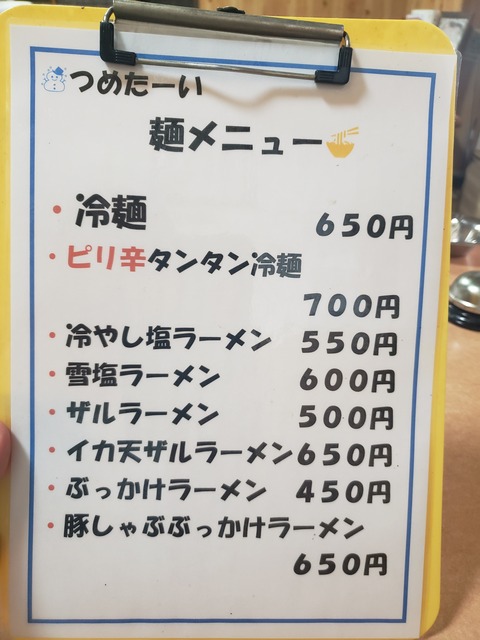 つめたーい
麺メニュー
・冷麺 650円
・ピリ辛タンタン冷麺
700円
・冷やし塩ラーメン 550円
・雪塩ラーメン 600円
・ザルラーメン 500円
・イカ天ザルラーメン650円
・ぶっかけラーメン 450円
・豚しゃぶぶっかけラーメン
650円